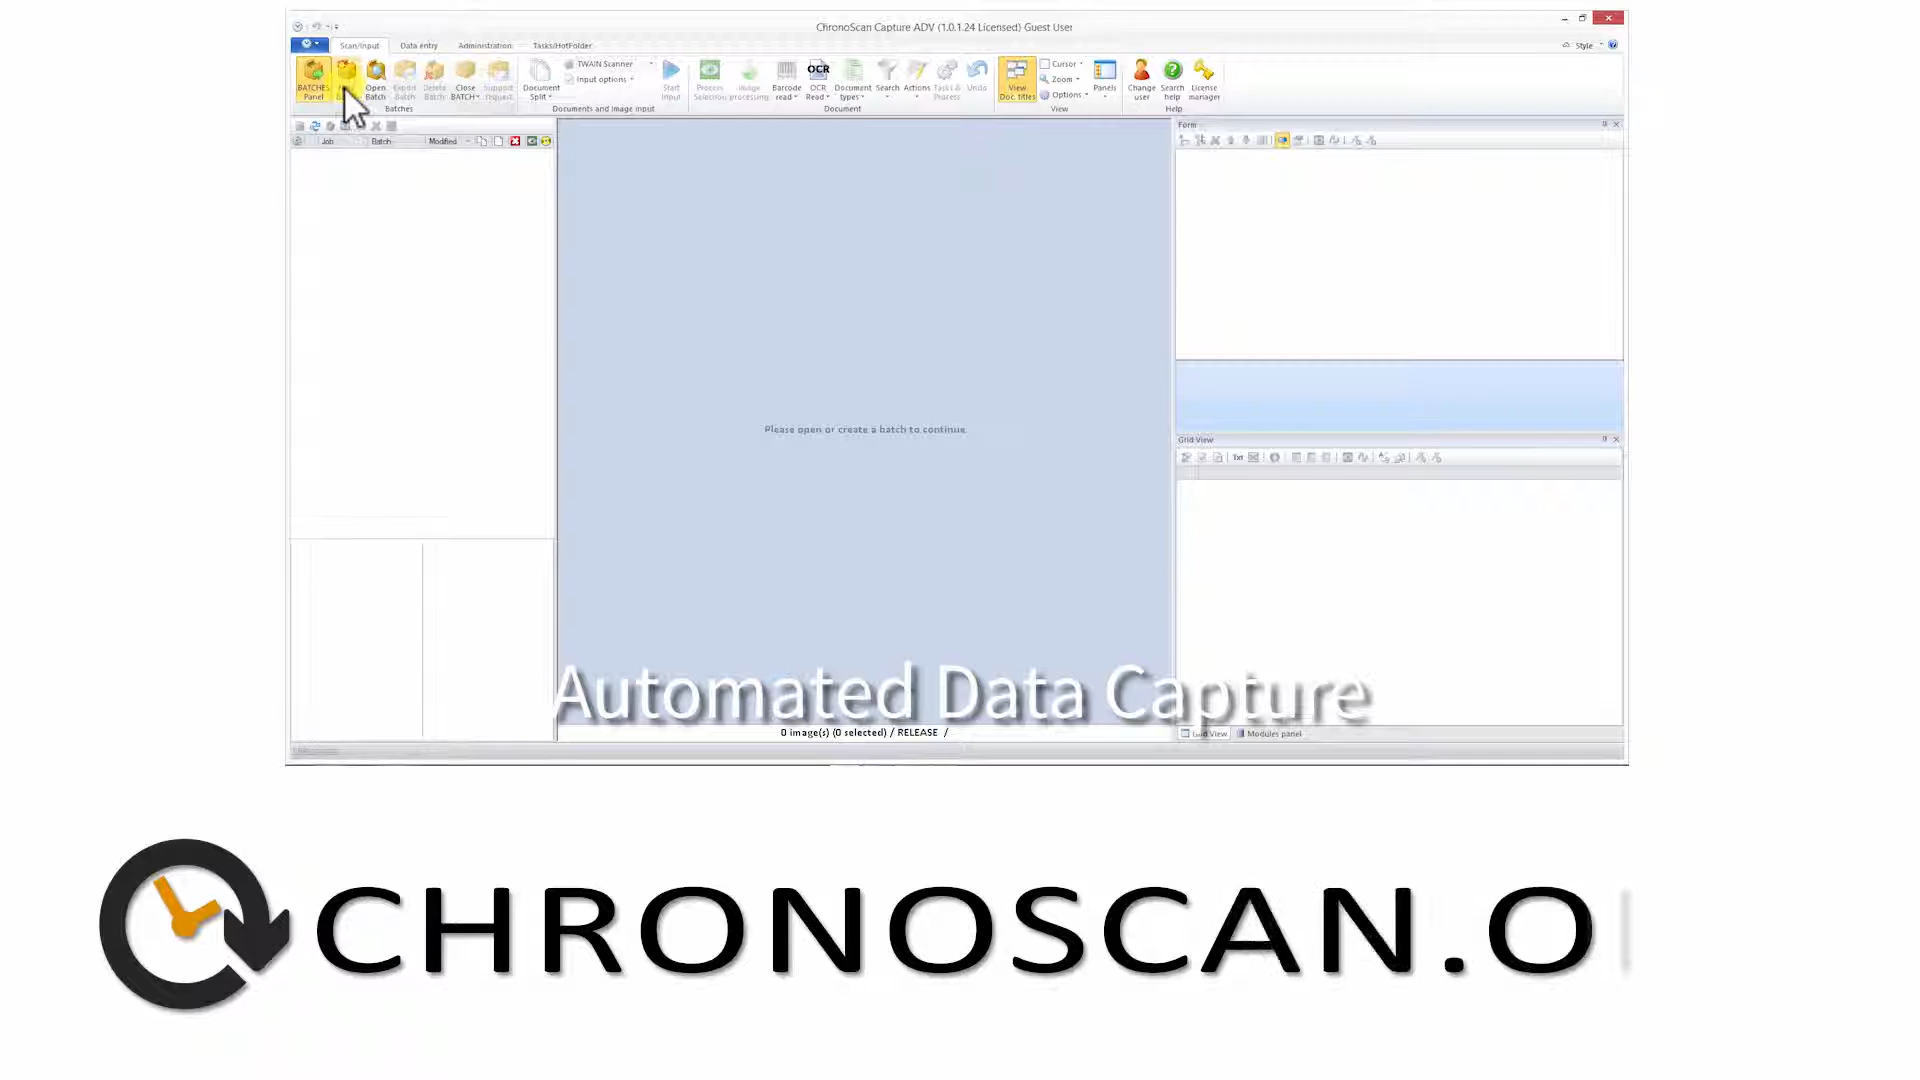 ChronoScan Capture ADV (1.0.1.24 Licensed) Guest User
Scan/Input Data entry Administration Tasks/HotFolder Style
BATCHES Panel
Open Batch
Export Batch
Delete Batch
Close BATCH
Support request
Batches
Document Split
TWAIN Scanner
Input options
Start Input
Documents and image input
Process Selection
Image processing
Barcode read
OCR
OCR Read
Document types
Search
Actions
Tasks & Process
Undo
Document
View Doc. titles
Cursor
Zoom
Options
Panels
View
Change user
Search help
License manager
Help
Job Batch Modified
Form
Please open or create a batch to continue.
Grid View
Txt
Automated Data Capture
0 image(s) (0 selected) / RELEASE /
Grid View Modules panel
CHRONOSCAN.O